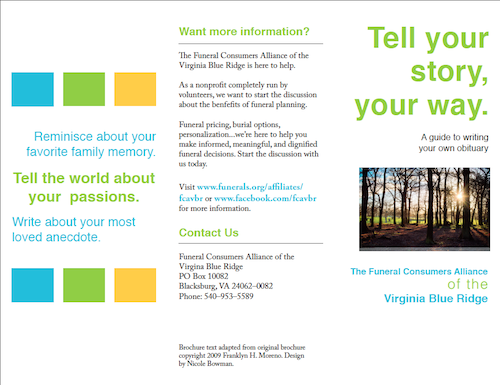 Reminisce about your
favorite family memory.
Tell the world about
your passions.
Write about your most
loved anecdote.
Want more information?
The Funeral Consumers Alliance of the
Virginia Blue Ridge is here to help.
As a nonprofit completely run by
volunteers, we want to start the discussion
about the benfefits of funeral planning.
Funeral pricing, burial options,
personalization...we're here to help you
make informed, meaningful, and dignified
funeral decisions. Start the discussion with
us today.
Visit www.funerals.org/affiliates/
fcavbr or www.facebook.com/fcavbr
for more information.
Contact Us
Funeral Consumers Alliance of the
Virgina Blue Ridge
PO Box 10082
Blacksburg, VA 24062–0082
Phone: 540–953–5589
Brochure text adapted from original brochure
copyright 2009 Franklyn H. Moreno. Design
by Nicole Bowman.
Tell your
story,
your way.
A guide to writing
your own obituary
The Funeral Consumers Alliance
of the
Virginia Blue Ridge